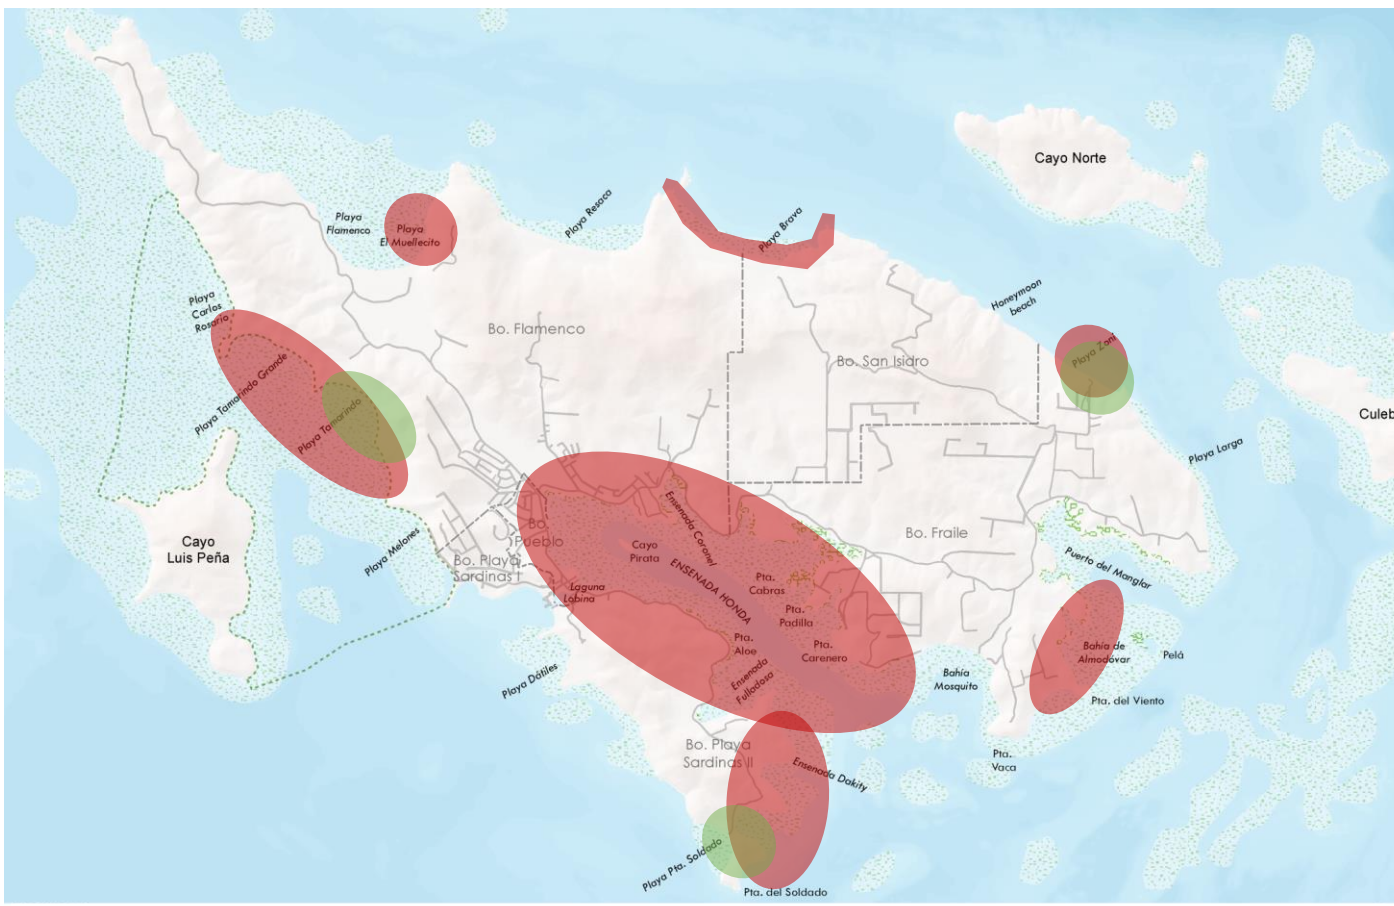 Cayo Norte
Playa Resaca
Playa Brava
Playa
Flamenco
Playa
El Muellecito
Honeymoon
beach
Playa
Carlos
Rosario
Bo. Flamenco
Bo. San Isidro
Playa Zoni
Playa Tamarindo Grande
Playa Tamarindo
Culeb
Playa Larga
Ensenada Coronel
Bo.
Pueblo
Bo. Fraile
Cayo
Luis Peña
Playa Melones
Cayo
Pirata
Bo. Playa
Sardinas I
ENSENADA HONDA
Puerto del Manglar
Laguna
Lobina
Pta.
Cabras
Pta.
Padilla
Pta.
Aloe
Pta.
Carenero
Bahía de
Almodóvar
Pelá
Playa Dátiles
Ensenada
Fulladosa
Bahía
Mosquito
Pta. del Viento
Bo. Playa
Sardinas II
Pta.
Vaca
Ensenada Dakity
Playa Pta. Soldado
Pta. del Soldado